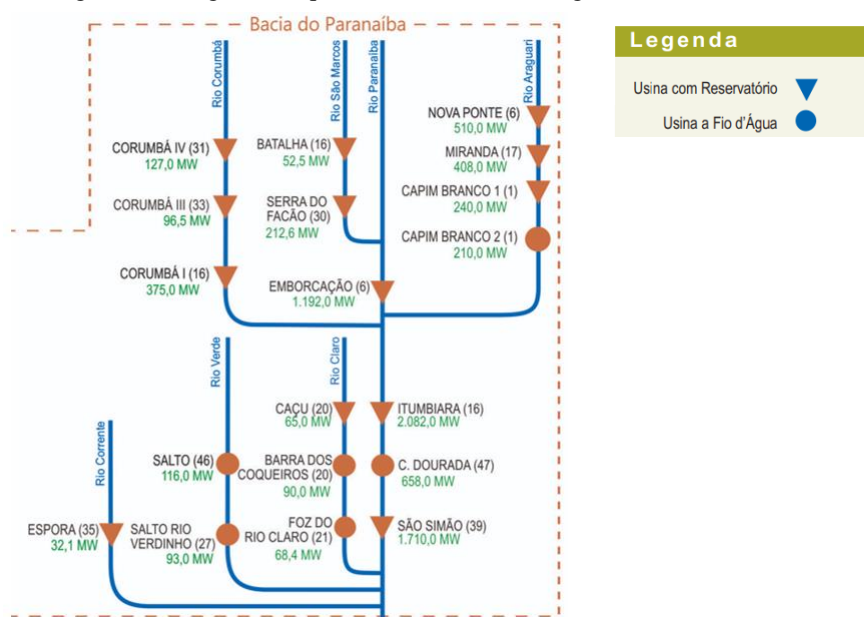 Bacia do Paranaíba
Rio Corumbá
Rio São Marcos
Rio Paranaíba
Rio Araguari
NOVA PONTE (6)
510,0 MW
CORUMBÁ IV (31)
127,0 MW
BATALHA (16)
52,5 MW
MIRANDA (17)
408,0 MW
CORUMBÁ III (33)
96,5 MW
SERRA DO
FACÃO (30)
212,6 MW
CAPIM BRANCO 1 (1)
240,0 MW
CAPIM BRANCO 2 (1)
210,0 MW
CORUMBÁ I (16)
375,0 MW
EMBORCAÇÃO (6)
1.192,0 MW
Rio Verde
Rio Claro
Rio Corrente
CAÇU (20)
65,0 MW
ITUMBIARA (16)
2.082,0 MW
SALTO (46)
116,0 MW
BARRA DOS
COQUEIROS (20)
90,0 MW
C. DOURADA (47)
658,0 MW
ESPORA (35)
32,1 MW
SALTO RIO
VERDINHO (27)
93,0 MW
FOZ DO
RIO CLARO (21)
68,4 MW
SÃO SIMÃO (39)
1.710,0 MW
Legenda
Usina com Reservatório
Usina a Fio d'Água